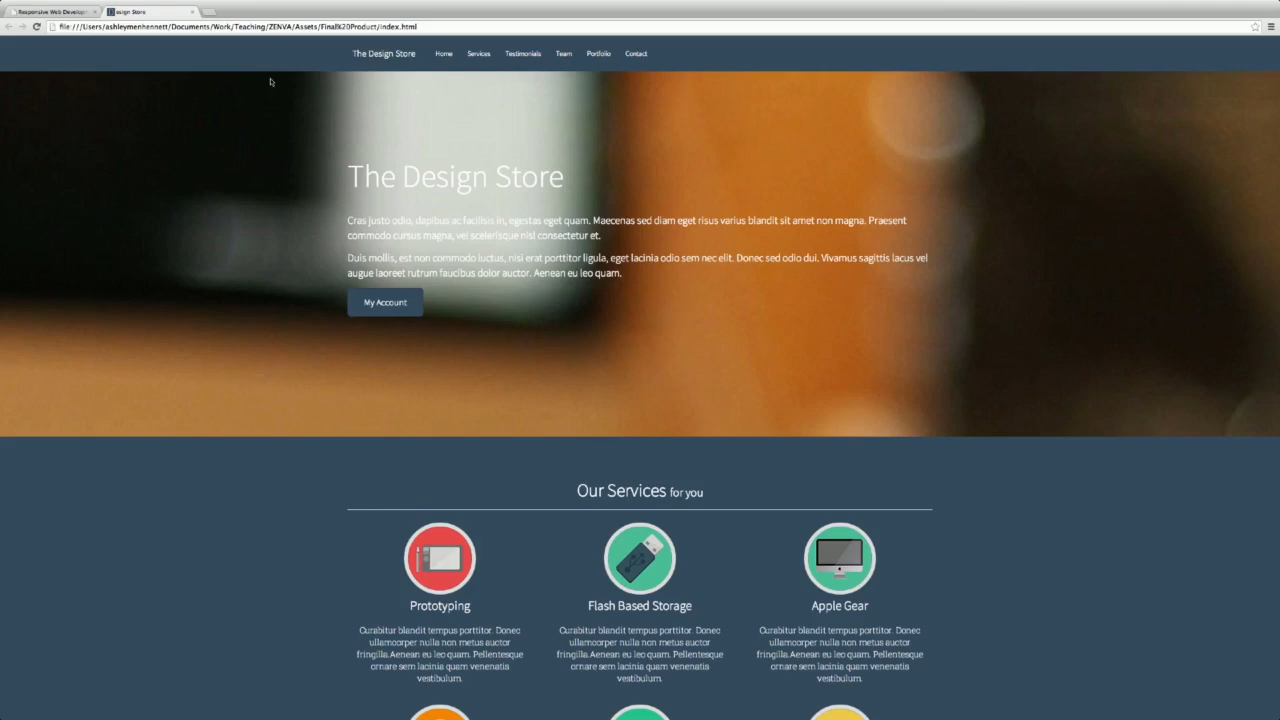 Responsive Web Develop
esign Store
file:///Users/ashleymenhennett/Documents/Work/Teaching/ZENVA/Assets/Final%20Product/index.html
The Design Store Home Services Testimonials Team Portfolio Contact
The Design Store
Cras justo odio, dapibus ac facilisis in, egestas eget quam. Maecenas sed diam eget risus varius blandit sit amet non magna. Praesent
commodo cursus magna, vel scelerisque nisl consectetur et.
Duis mollis, est non commodo luctus, nisi erat porttitor ligula, eget lacinia odio sem nec elit. Donec sed odio dui. Vivamus sagittis lacus vel
augue laoreet rutrum faucibus dolor auctor. Aenean eu leo quam.
My Account
Our Services for you
Prototyping
Curabitur blandit tempus porttitor. Donec
ullamcorper nulla non metus auctor
fringilla.Aenean eu leo quam. Pellentesque
ornare sem lacinia quam venenatis
vestibulum.
Flash Based Storage
Curabitur blandit tempus porttitor. Donec
ullamcorper nulla non metus auctor
fringilla.Aenean eu leo quam. Pellentesque
ornare sem lacinia quam venenatis
vestibulum.
Apple Gear
Curabitur blandit tempus porttitor. Donec
ullamcorper nulla non metus auctor
fringilla.Aenean eu leo quam. Pellentesque
ornare sem lacinia quam venenatis
vestibulum.